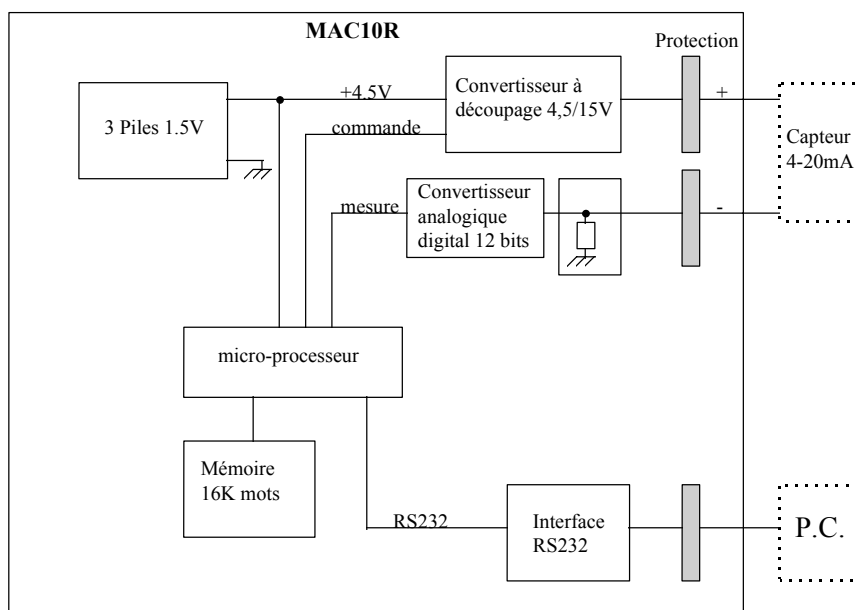 MAC10R
Protection
3 Piles 1.5V
+4.5V
commande
Convertisseur à
découpage 4,5/15V
+
Capteur
4-20mA
mesure
Convertisseur
analogique
digital 12 bits
-
micro-processeur
Mémoire
16K mots
RS232
Interface
RS232
P.C.